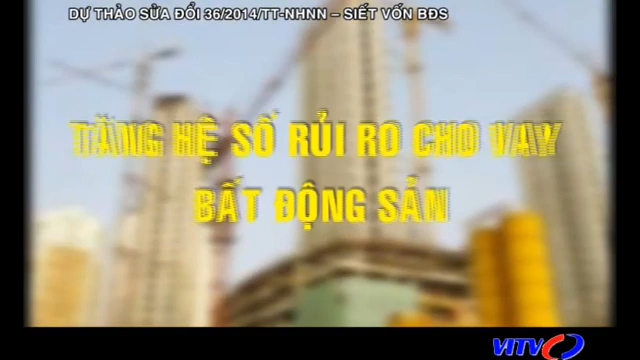 DỰ THẢO SỬA ĐỔI 36/2014/TT-NHNN – SIẾT VỐN BĐS
TĂNG HỆ SỐ RỦI RO CHO VAY
BẤT ĐỘNG SẢN
VITV